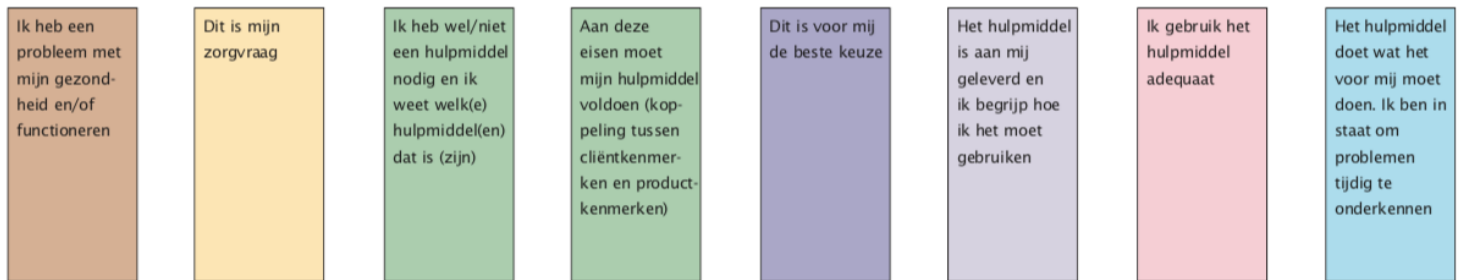 Ik heb een
probleem met
mijn gezond-
heid en/of
functioneren
Dit is mijn
zorgvraag
Ik heb wel/niet
een hulpmiddel
nodig en ik
weet welk(e)
hulpmiddel(en)
dat is (zijn)
Aan deze
eisen moet
mijn hulpmiddel
voldoen (kop-
peling tussen
cliëntkenmer-
ken en product-
kenmerken)
Dit is voor mij
de beste keuze
Het hulpmiddel
is aan mij
geleverd en
ik begrijp hoe
ik het moet
gebruiken
Ik gebruik het
hulpmiddel
adequaat
Het hulpmiddel
doet wat het
voor mij moet
doen. Ik ben in
staat om
problemen
tijdig te
onderkennen